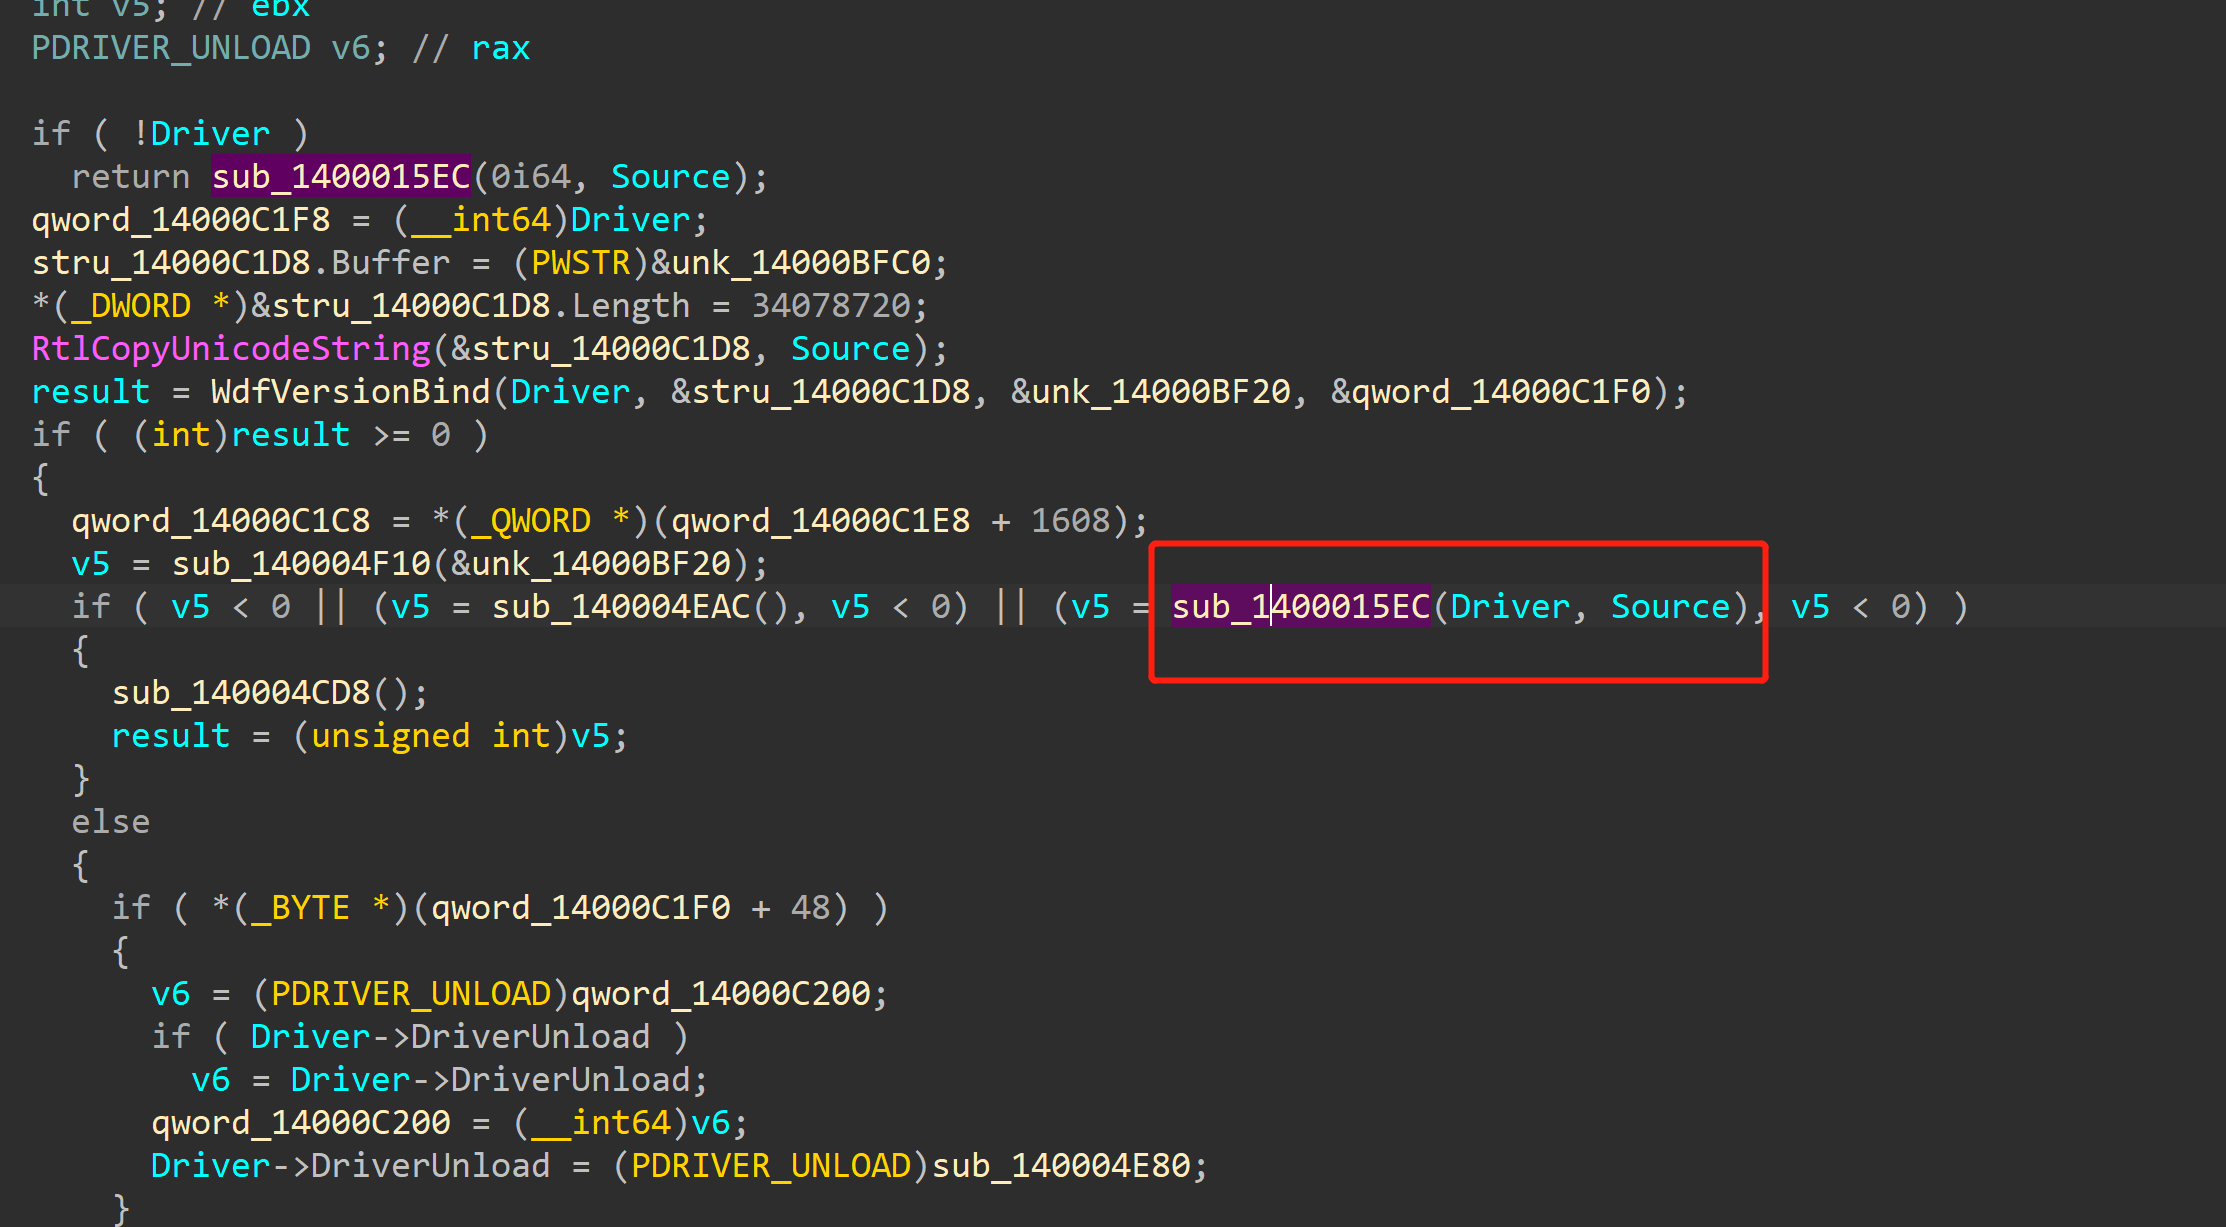 int v5; // ebx
PDRIVER_UNLOAD v6; // rax
if ( !Driver )
return sub_1400015EC(0i64, Source);
qword_14000C1F8 = (__int64)Driver;
stru_14000C1D8.Buffer = (PWSTR)&unk_14000BFC0;
*(_DWORD *)&stru_14000C1D8.Length = 34078720;
RtlCopyUnicodeString(&stru_14000C1D8, Source);
result = WdfVersionBind(Driver, &stru_14000C1D8, &unk_14000BF20, &qword_14000C1F0);
if ( (int)result >= 0 )
{
qword_14000C1C8 = *(_QWORD *)(qword_14000C1E8 + 1608);
v5 = sub_140004F10(&unk_14000BF20);
if ( v5 < 0 || (v5 = sub_140004EAC(), v5 < 0) || (v5 = sub_1400015EC(Driver, Source), v5 < 0) )
{
sub_140004CD8();
result = (unsigned int)v5;
}
else
{
if ( *(_BYTE *)(qword_14000C1F0 + 48) )
{
v6 = (PDRIVER_UNLOAD)qword_14000C200;
if ( Driver->DriverUnload )
v6 = Driver->DriverUnload;
qword_14000C200 = (__int64)v6;
Driver->DriverUnload = (PDRIVER_UNLOAD)sub_140004E80;
}